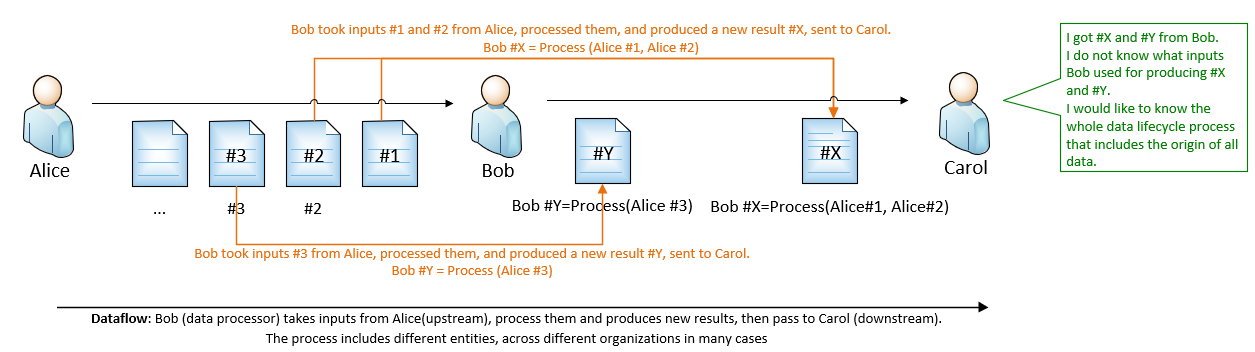 Bob took inputs #1 and #2 from Alice, processed them, and produced a new result #X, sent to Carol.
Bob #X = Process (Alice #1, Alice #2)
I got #X and #Y from Bob.
I do not know what inputs
Bob used for producing #X
and #Y.
I would like to know the
whole data lifecycle process
that includes the origin of all
data.
#3
#2
#1
#Y
#X
Alice
Bob
Carol
...
#3
#2
Bob #Y=Process(Alice #3)
Bob #X=Process(Alice#1, Alice#2)
Bob took inputs #3 from Alice, processed them, and produced a new result #Y, sent to Carol.
Bob #Y = Process (Alice #3)
Dataflow: Bob (data processor) takes inputs from Alice(upstream), process them and produces new results, then pass to Carol (downstream).
The process includes different entities, across different organizations in many cases